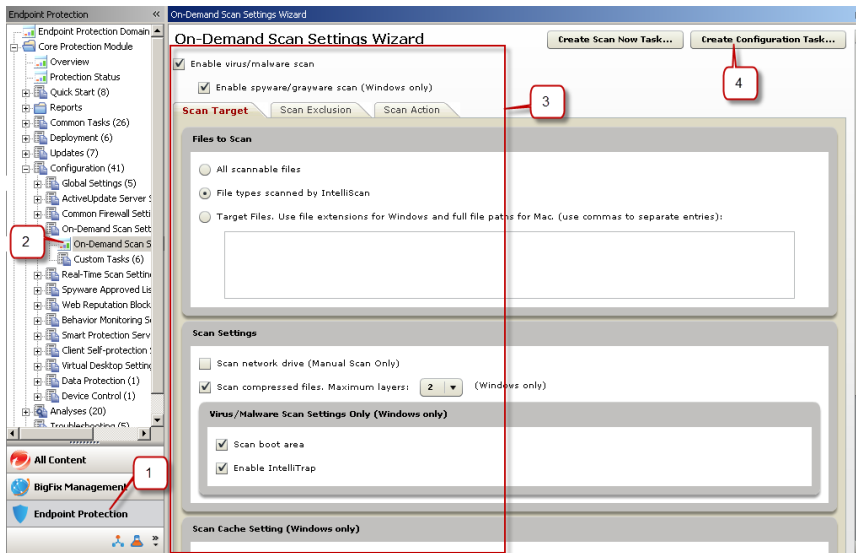 Endpoint Protection «
Endpoint Protection Domain
Core Protection Module
Overview
Protection Status
Quick Start (8)
Reports
Common Tasks (26)
Deployment (6)
Updates (7)
Configuration (41)
Global Settings (5)
ActiveUpdate Server S
Common Firewall Setti
On-Demand Scan Sett
On-Demand Scan S
Custom Tasks (6)
Real-Time Scan Settin
Spyware Approved Lis
Web Reputation Block
Behavior Monitoring Se
Smart Protection Serv
Client Self-protection
Virtual Desktop Setting
Data Protection (1)
Device Control (1)
Analyses (20)
Troubleshooting (5)
All Content
BigFix Management
Endpoint Protection
1
2
On-Demand Scan Settings Wizard
On-Demand Scan Settings Wizard
Create Scan Now Task...
Create Configuration Task...
4
Enable virus/malware scan
Enable spyware/grayware scan (Windows only)
3
Scan Target
Scan Exclusion
Scan Action
Files to Scan
All scannable files
File types scanned by IntelliScan
Target Files. Use file extensions for Windows and full file paths for Mac. (use commas to separate entries):
Scan Settings
Scan network drive (Manual Scan Only)
Scan compressed files. Maximum layers: 2 (Windows only)
Virus/Malware Scan Settings Only (Windows only)
Scan boot area
Enable IntelliTrap
Scan Cache Setting (Windows only)